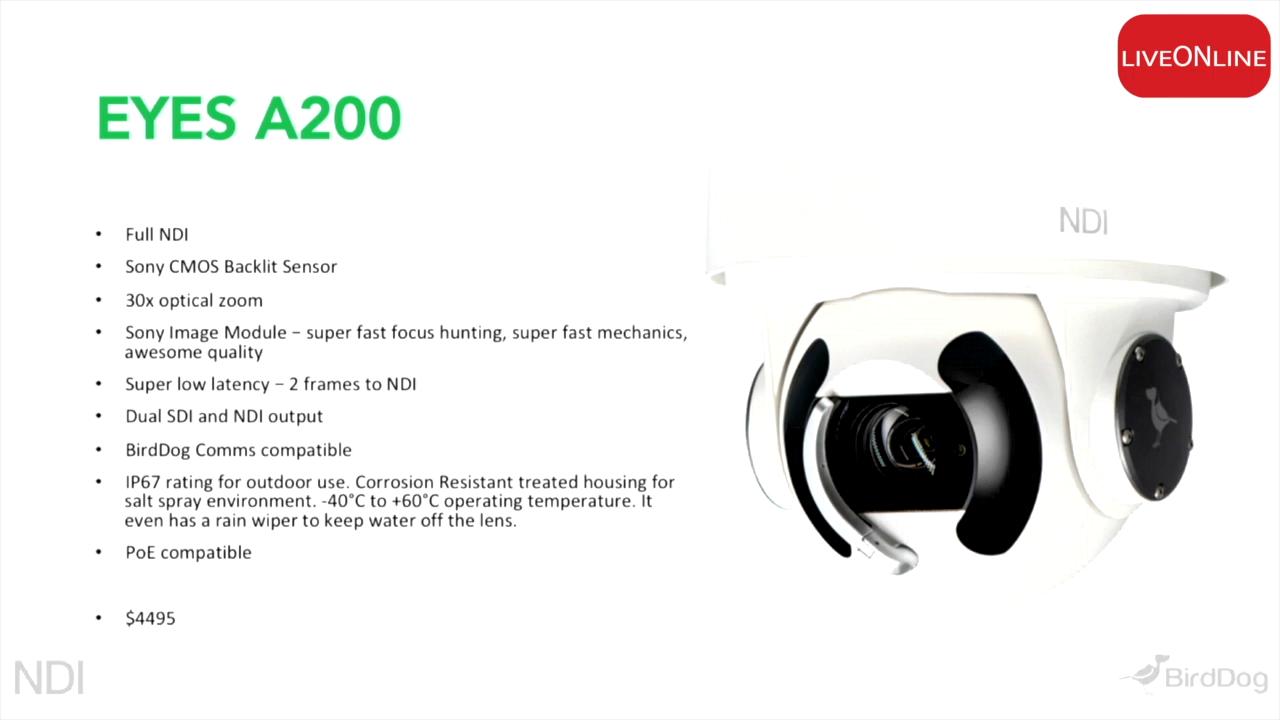 LIVEONLINE
EYES A200
NDI
• Full NDI
• Sony CMOS Backlit Sensor
• 30x optical zoom
• Sony Image Module – super fast focus hunting, super fast mechanics,
awesome quality
• Super low latency – 2 frames to NDI
• Dual SDI and NDI output
• BirdDog Comms compatible
• IP67 rating for outdoor use. Corrosion Resistant treated housing for
salt spray environment. -40°C to +60°C operating temperature. It
even has a rain wiper to keep water off the lens.
• PoE compatible
• $4495
NDI
BirdDog